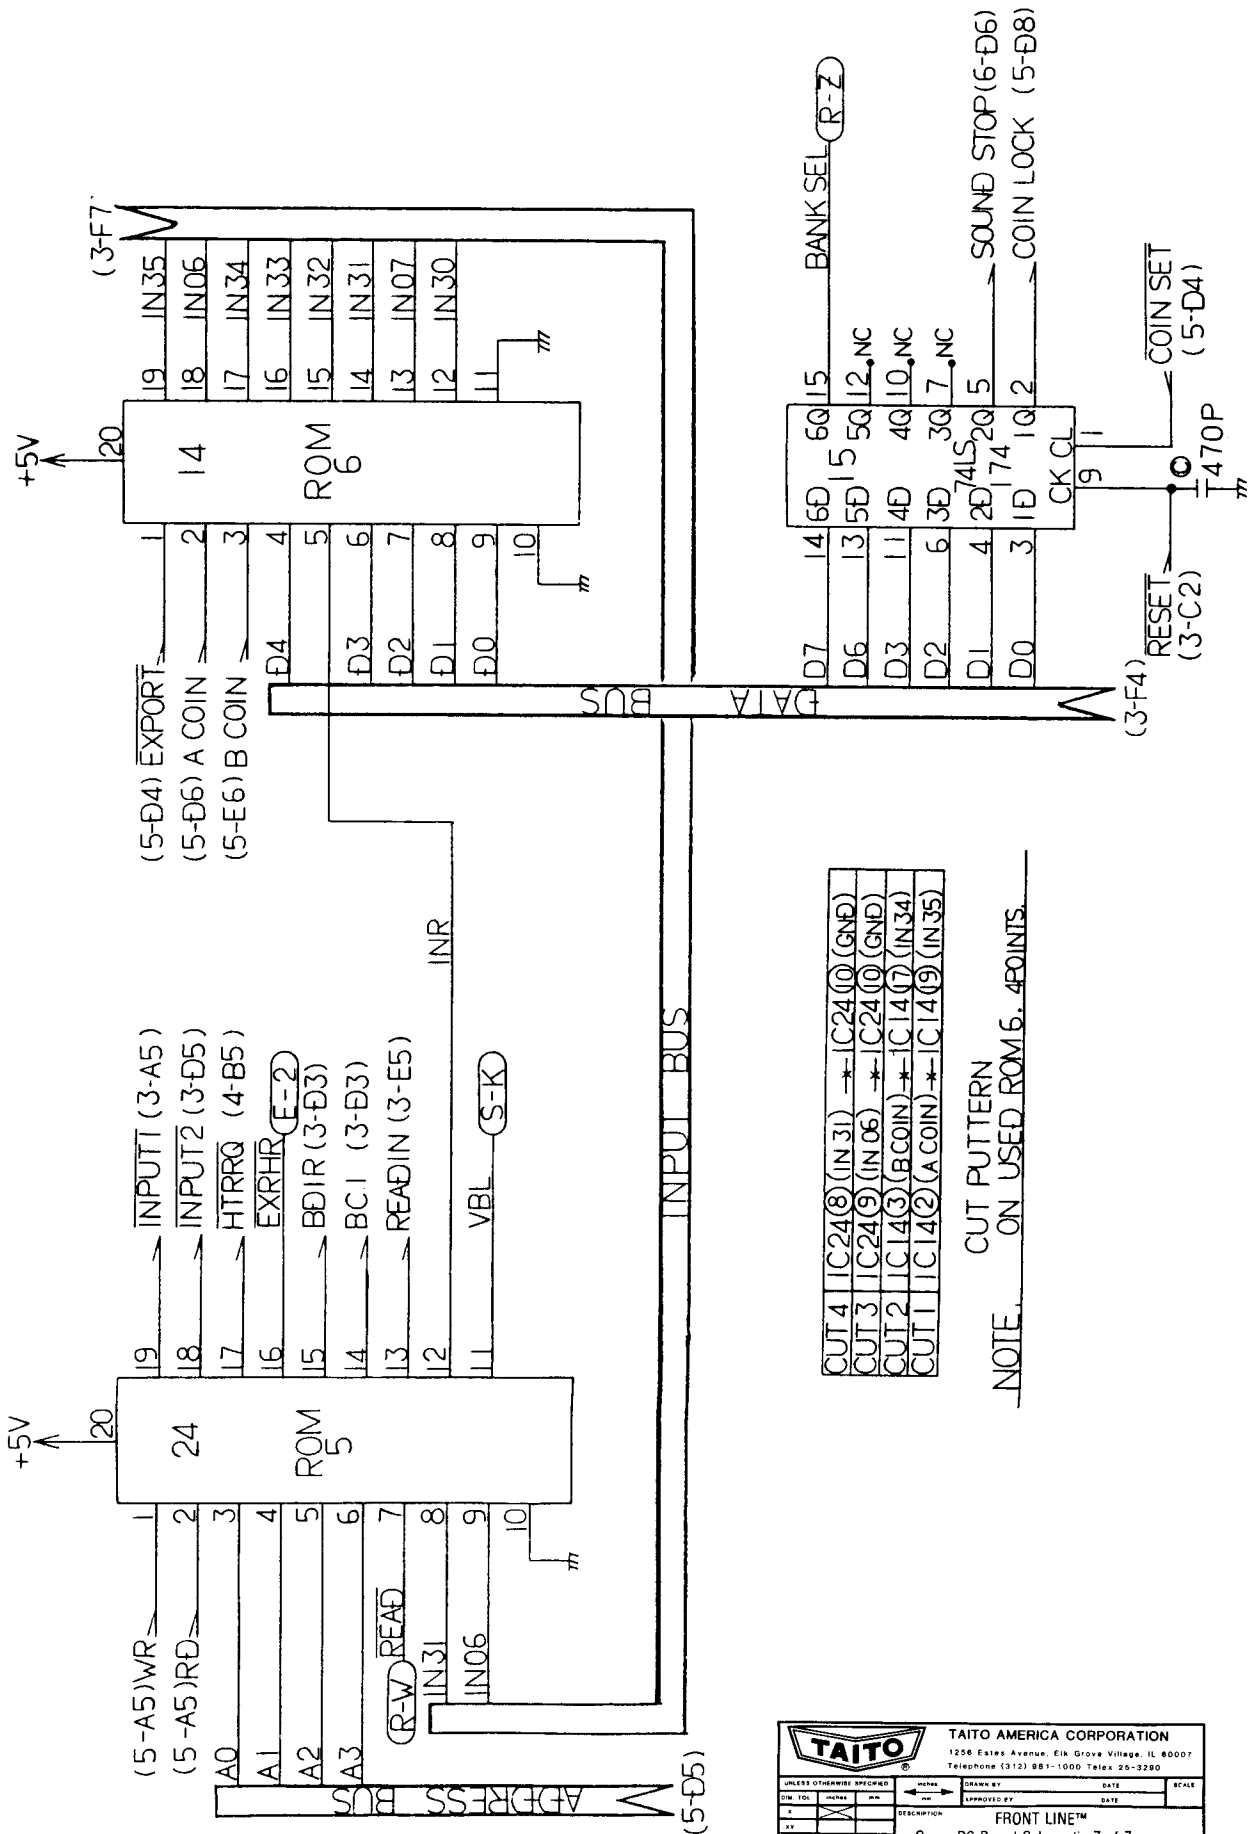 +5V
20
24
ROM
5
(5-A5)WR
1
(5-A5)RD
2
A0
3
A1
4
A2
5
A3
6
R-W
READ
7
IN31
8
IN06
9
10
19
INPUT1 (3-A5)
18
INPUT2 (3-D5)
17
HTRRQ (4-B5)
16
EXRHR
E-2
15
BDIR (3-D3)
14
BC1 (3-D3)
13
READIN (3-E5)
12
INR
11
VBL
S-K
ADDRESS BUS
(5-D5)
INPUT BUS
+5V
20
14
ROM
6
(5-D4) EXPORT
1
(5-D6) A COIN
2
(5-E6) B COIN
3
D4
4
5
D3
6
D2
7
D1
8
D0
9
10
(3-F7
19
IN35
18
IN06
17
IN34
16
IN33
15
IN32
14
IN31
13
IN07
12
IN30
11
DATA BUS
(3-F4)
D7 14 6D 15 6Q 15 BANK SEL R-Z
D6 13 5D 5Q 12 NC
D3 11 4D 4Q 10 NC
D2 6 3D 3Q 7 NC
74LS
174
D1 4 2D 2Q 5 SOUND STOP(6-D6)
D0 3 1D 1Q 2 COIN LOCK (5-D8)
CK CL
9 1
RESET
(3-C2)
C
470P
COIN SET
(5-D4)
CUT 4 IC24 8 (IN31) * IC24 10 (GND)
CUT 3 IC24 9 (IN06) * IC24 10 (GND)
CUT 2 IC14 3 (B COIN) * IC14 17 (IN34)
CUT 1 IC14 2 (A COIN) * IC14 19 (IN35)
NOTE. CUT PUTTERN
ON USED ROM 6. 4POINTS.
TAITO
®
TAITO AMERICA CORPORATION
1256 Estes Avenue, Elk Grove Village, IL 60007
Telephone (312) 981-1000 Telex 25-3290
UNLESS OTHERWISE SPECIFIED
inches
mm
DRAWN BY DATE SCALE
DIM. TOL. inches mm
APPROVED BY DATE
X
XX
DESCRIPTION
FRONT LINE™